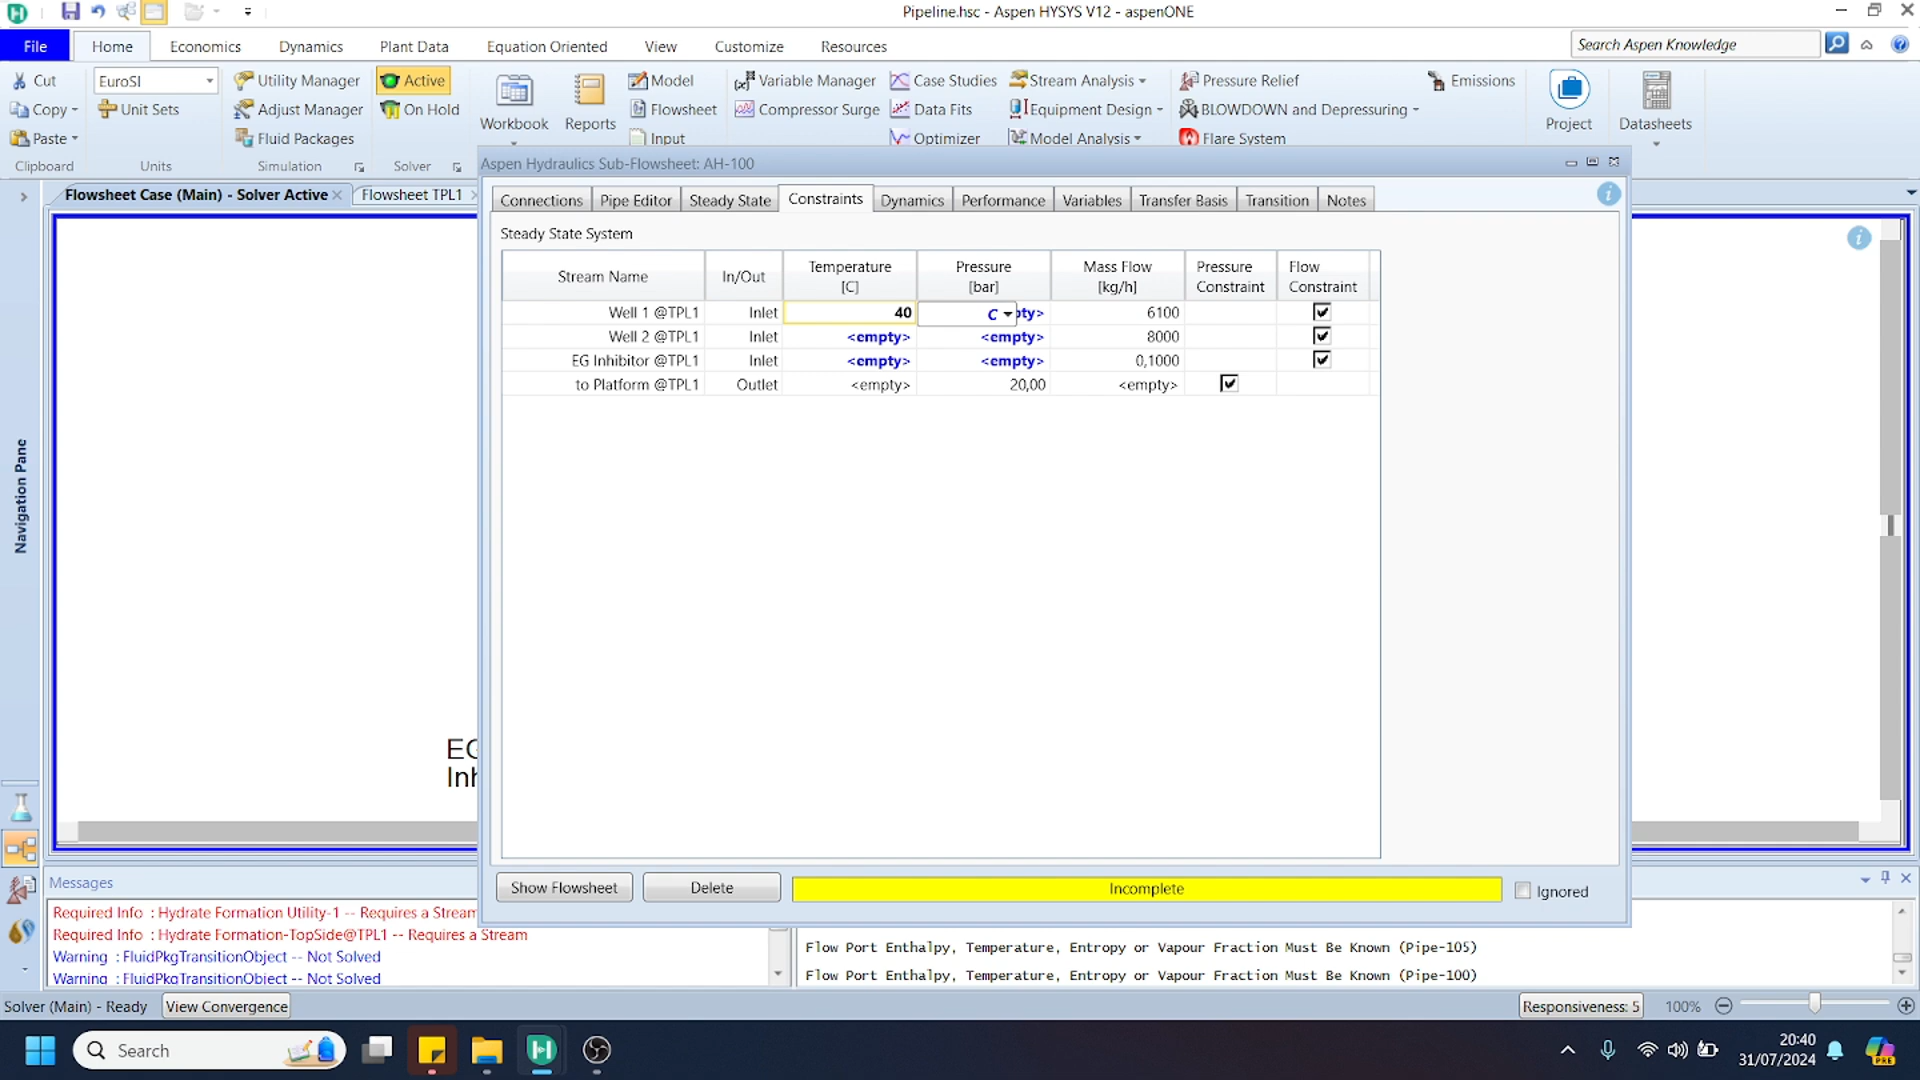 Pipeline.hsc - Aspen HYSYS V12 - aspenONE
File Home Economics Dynamics Plant Data Equation Oriented View Customize Resources Search Aspen Knowledge
Cut EuroSI Utility Manager Active Model Variable Manager Case Studies Stream Analysis Pressure Relief Emissions
Copy Unit Sets Adjust Manager On Hold Workbook Reports Flowsheet Compressor Surge Data Fits Equipment Design BLOWDOWN and Depressuring Project Datasheets
Paste Fluid Packages Input Optimizer Model Analysis Flare System
Clipboard Units Simulation Solver
Aspen Hydraulics Sub-Flowsheet: AH-100
Flowsheet Case (Main) - Solver Active Flowsheet TPL1
Connections Pipe Editor Steady State Constraints Dynamics Performance Variables Transfer Basis Transition Notes
Steady State System
Stream Name In/Out Temperature [C] Pressure [bar] Mass Flow [kg/h] Pressure Constraint Flow Constraint
Well 1 @TPL1 Inlet 40 C pty> 6100
Well 2 @TPL1 Inlet <empty> <empty> 8000
EG Inhibitor @TPL1 Inlet <empty> <empty> 0,1000
to Platform @TPL1 Outlet <empty> 20,00 <empty>
Navigation Pane
EG
Inh
Show Flowsheet Delete Incomplete Ignored
Messages
Required Info : Hydrate Formation Utility-1 -- Requires a Stream
Required Info : Hydrate Formation-TopSide@TPL1 -- Requires a Stream
Warning : FluidPkgTransitionObject -- Not Solved
Warning : FluidPkgTransitionObject -- Not Solved
Flow Port Enthalpy, Temperature, Entropy or Vapour Fraction Must Be Known (Pipe-105)
Flow Port Enthalpy, Temperature, Entropy or Vapour Fraction Must Be Known (Pipe-100)
Solver (Main) - Ready View Convergence Responsiveness: 5 100%
Search
20:40
31/07/2024
PRE